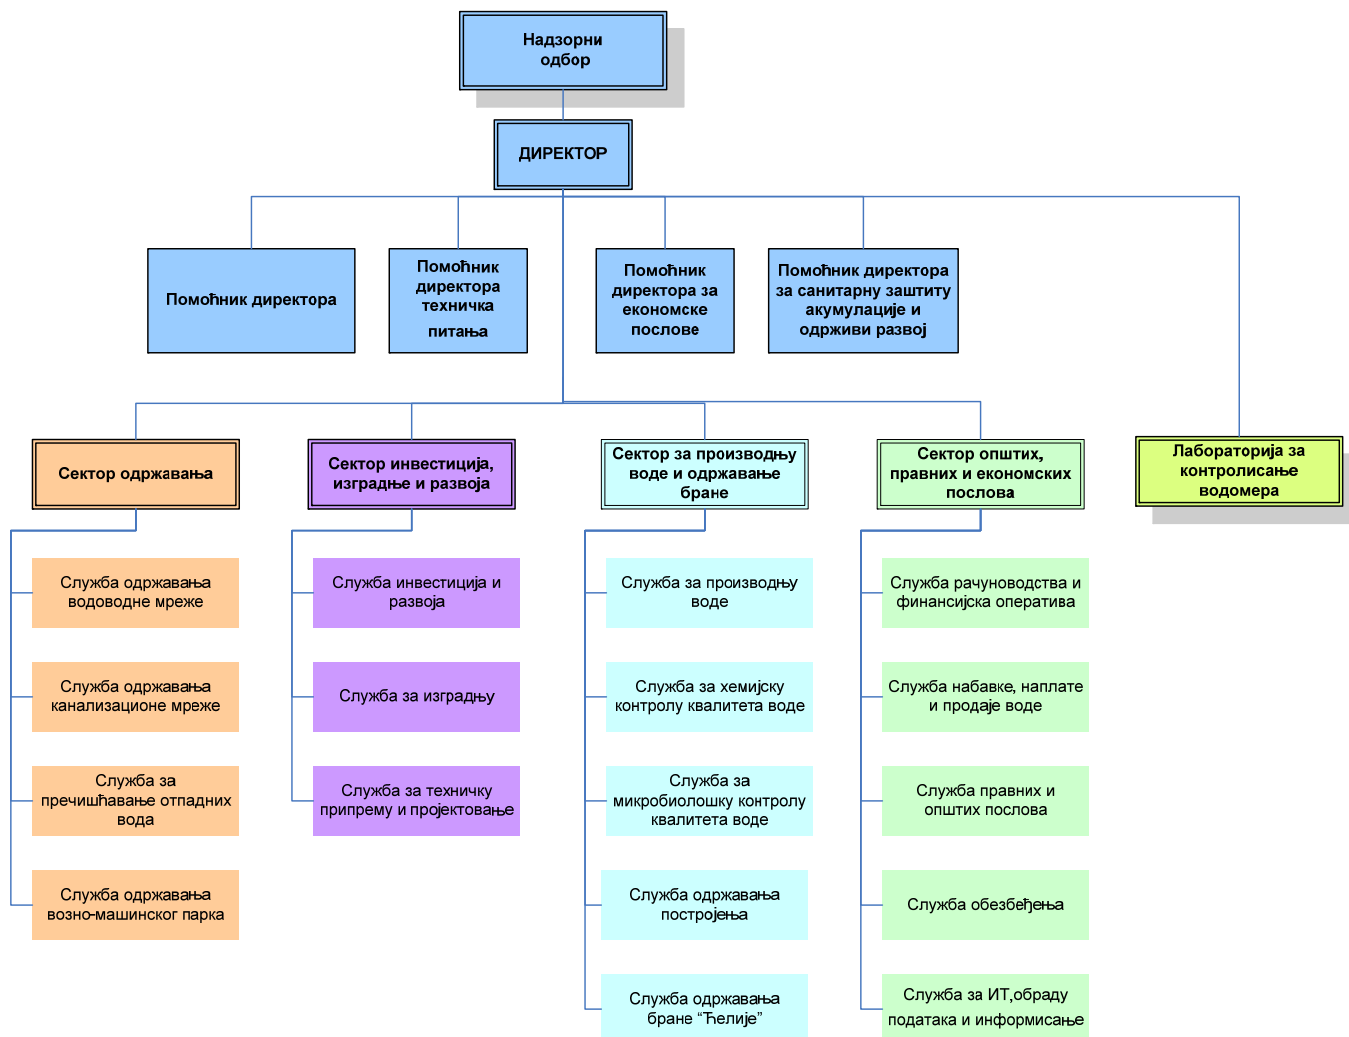 Надзорни
одбор
ДИРЕКТОР
Помоћник директора
Помоћник
директора
техничка
питања
Помоћник
директора за
економске
послове
Помоћник директора
за санитарну заштиту
акумулације и
одрживи развој
Сектор одржавања
Сектор инвестиција,
изградње и развоја
Сектор за производњу
воде и одржавање
бране
Сектор општих,
правних и економских
послова
Лабораторија за
контролисање
водомера
Служба одржавања
водоводне мреже
Служба одржавања
канализационе мреже
Служба за
пречишћавање отпадних
вода
Служба одржавања
возно-машинског парка
Служба инвестиција и
развоја
Служба за изградњу
Служба за техничку
припрему и пројектовање
Служба за производњу
воде
Служба за хемијску
контролу квалитета воде
Служба за
микробиолошку контролу
квалитета воде
Служба одржавања
постројења
Служба одржавања
бране “Ћелије”
Служба рачуноводства и
финансијска оператива
Служба набавке, наплате
и продаје воде
Служба правних и
општих послова
Служба обезбеђења
Служба за ИТ,обраду
података и информисање